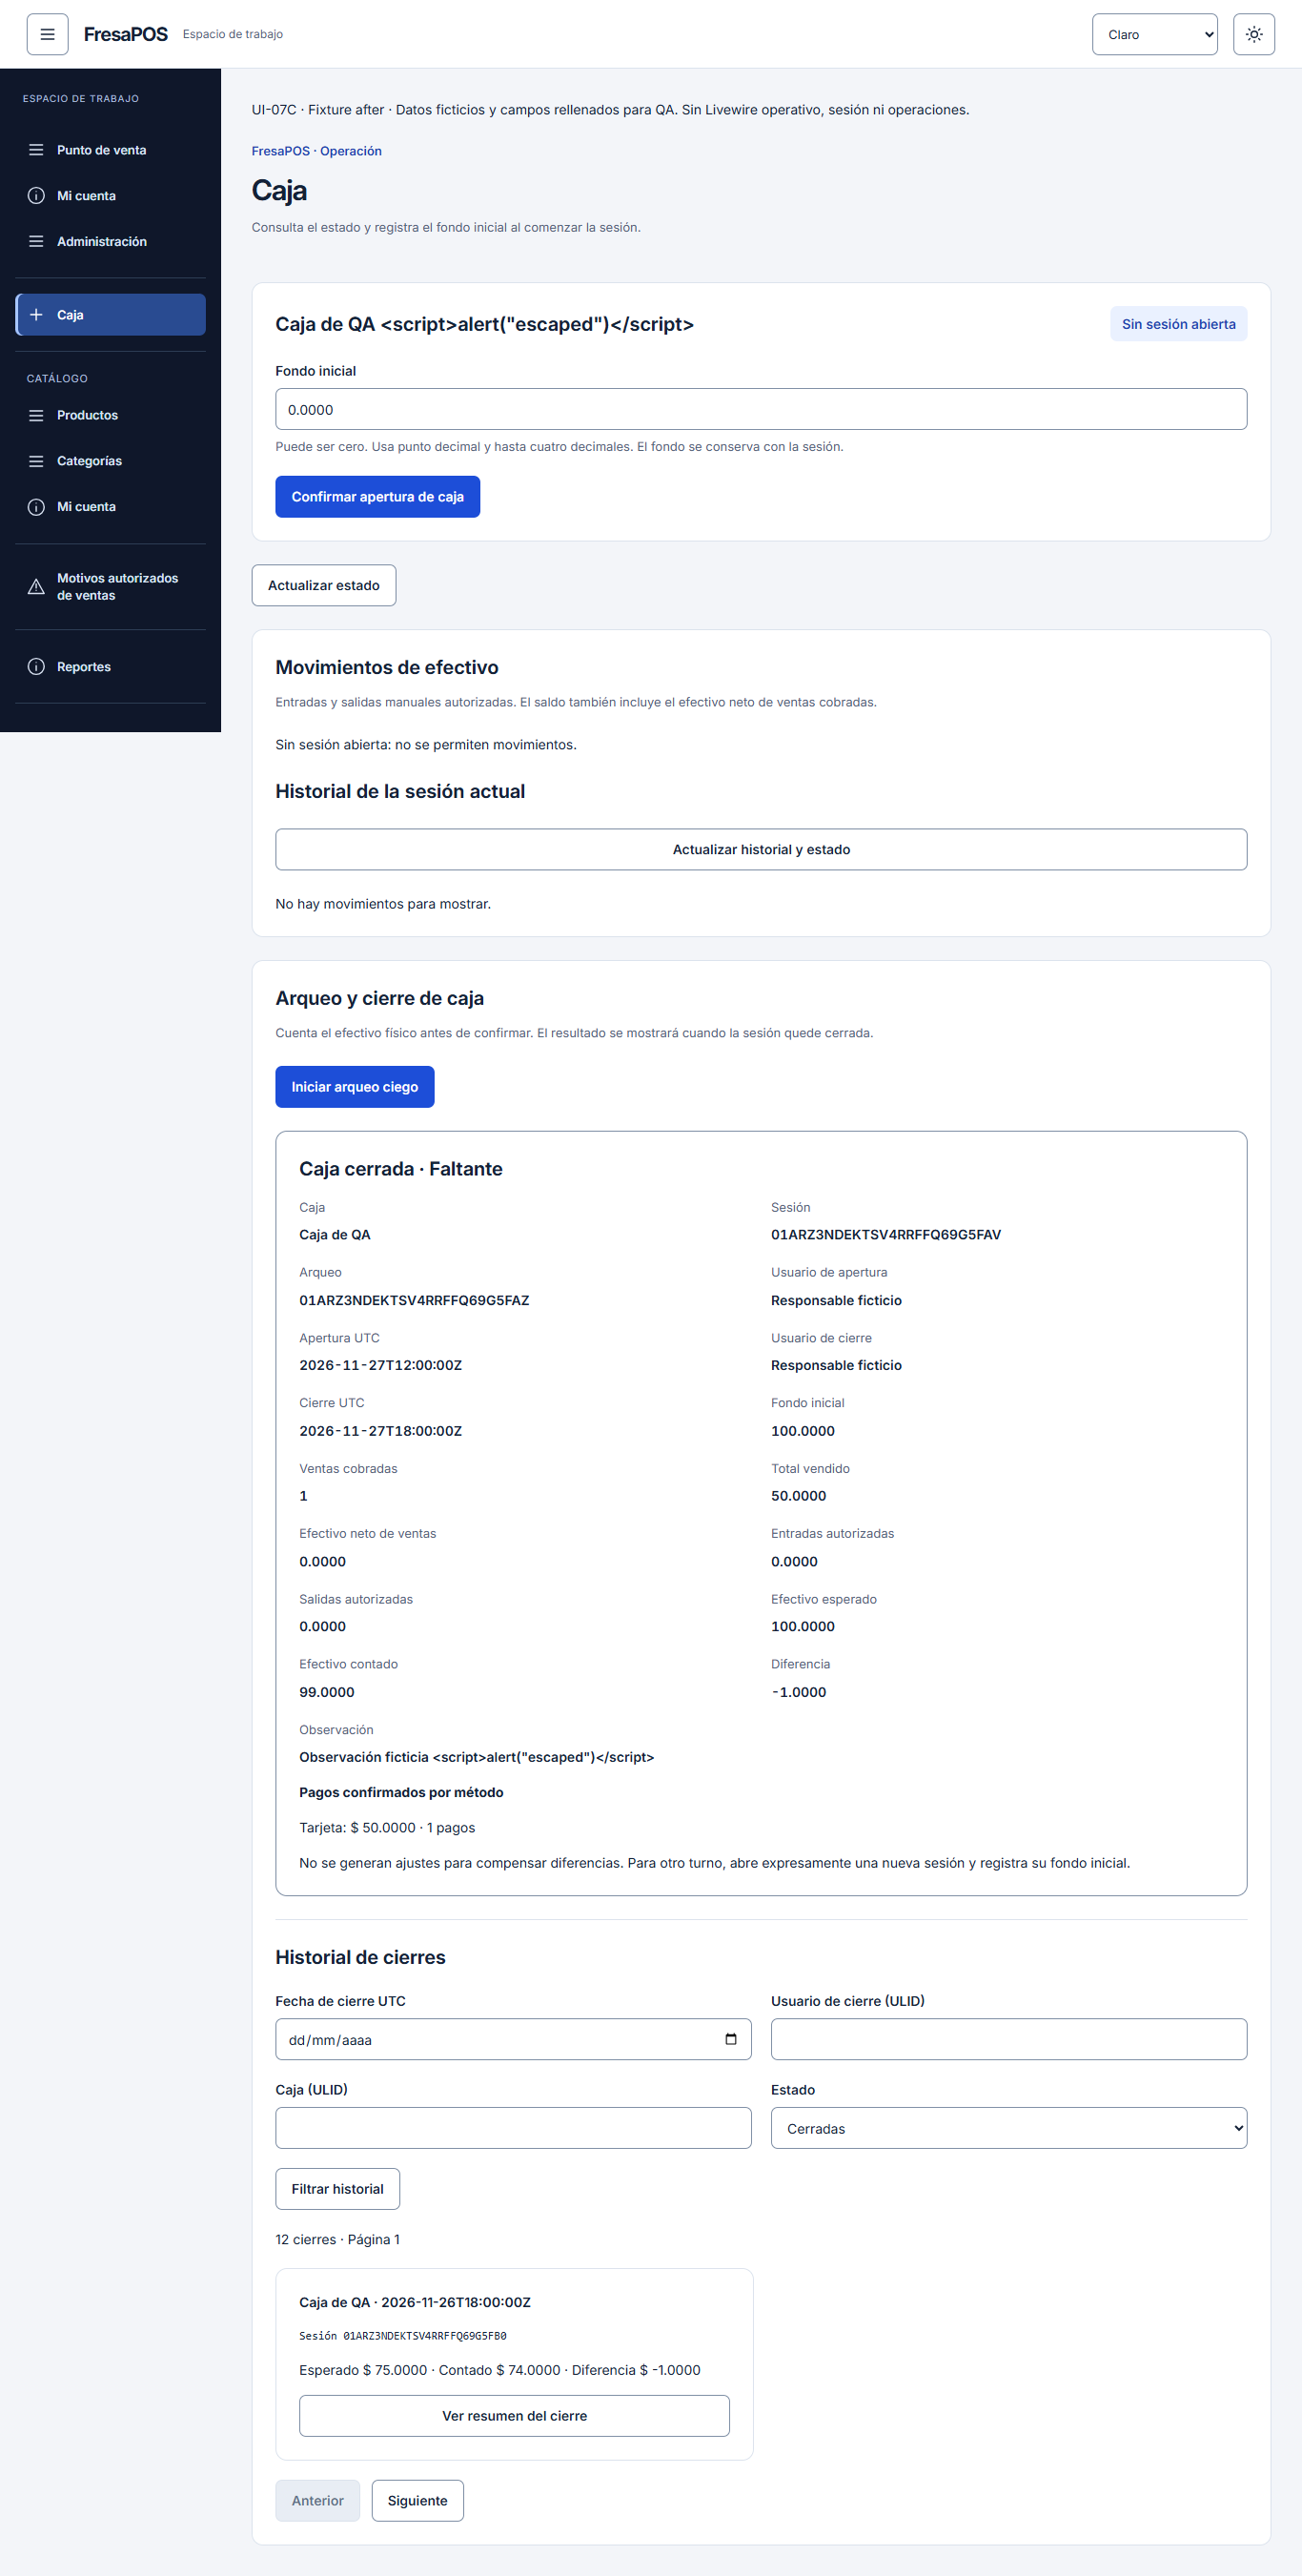 FresaPOS
Espacio de trabajo
Claro
ESPACIO DE TRABAJO
Punto de venta
Mi cuenta
Administración
Caja
CATÁLOGO
Productos
Categorías
Mi cuenta
Motivos autorizados
de ventas
Reportes
UI-07C · Fixture after · Datos ficticios y campos rellenados para QA. Sin Livewire operativo, sesión ni operaciones.
FresaPOS · Operación
Caja
Consulta el estado y registra el fondo inicial al comenzar la sesión.
Caja de QA <script>alert("escaped")</script>
Sin sesión abierta
Fondo inicial
0.0000
Puede ser cero. Usa punto decimal y hasta cuatro decimales. El fondo se conserva con la sesión.
Confirmar apertura de caja
Actualizar estado
Movimientos de efectivo
Entradas y salidas manuales autorizadas. El saldo también incluye el efectivo neto de ventas cobradas.
Sin sesión abierta: no se permiten movimientos.
Historial de la sesión actual
Actualizar historial y estado
No hay movimientos para mostrar.
Arqueo y cierre de caja
Cuenta el efectivo físico antes de confirmar. El resultado se mostrará cuando la sesión quede cerrada.
Iniciar arqueo ciego
Caja cerrada · Faltante
Caja
Caja de QA
Sesión
01ARZ3NDEKTSV4RRFFQ69G5FAV
Arqueo
01ARZ3NDEKTSV4RRFFQ69G5FAZ
Usuario de apertura
Responsable ficticio
Apertura UTC
2026-11-27T12:00:00Z
Usuario de cierre
Responsable ficticio
Cierre UTC
2026-11-27T18:00:00Z
Fondo inicial
100.0000
Ventas cobradas
1
Total vendido
50.0000
Efectivo neto de ventas
0.0000
Entradas autorizadas
0.0000
Salidas autorizadas
0.0000
Efectivo esperado
100.0000
Efectivo contado
99.0000
Diferencia
-1.0000
Observación
Observación ficticia <script>alert("escaped")</script>
Pagos confirmados por método
Tarjeta: $ 50.0000 · 1 pagos
No se generan ajustes para compensar diferencias. Para otro turno, abre expresamente una nueva sesión y registra su fondo inicial.
Historial de cierres
Fecha de cierre UTC
dd/mm/aaaa
Usuario de cierre (ULID)
Caja (ULID)
Estado
Cerradas
Filtrar historial
12 cierres · Página 1
Caja de QA · 2026-11-26T18:00:00Z
Sesión 01ARZ3NDEKTSV4RRFFQ69G5FB0
Esperado $ 75.0000 · Contado $ 74.0000 · Diferencia $ -1.0000
Ver resumen del cierre
Anterior
Siguiente